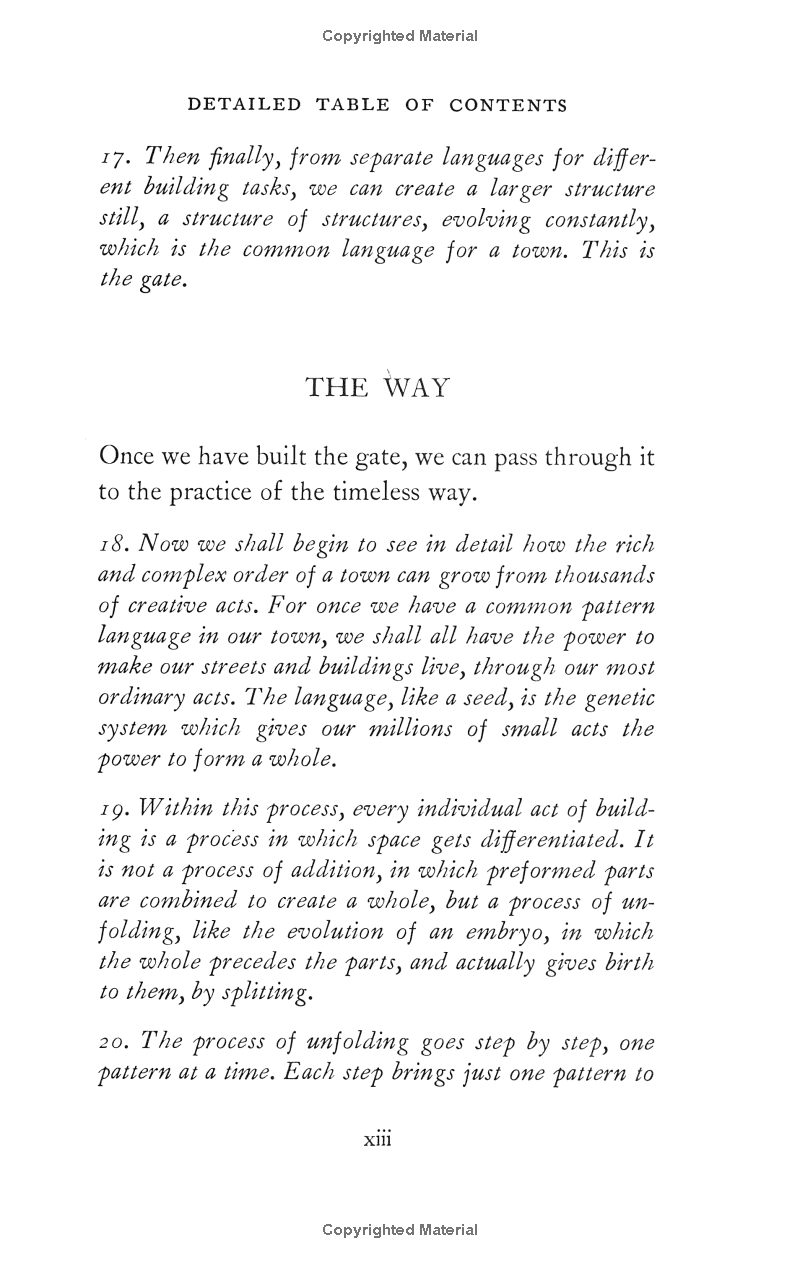 Copyrighted Material
DETAILED TABLE OF CONTENTS
17. Then finally, from separate languages for differ-
ent building tasks, we can create a larger structure
still, a structure of structures, evolving constantly,
which is the common language for a town. This is
the gate.
THE WAY
Once we have built the gate, we can pass through it
to the practice of the timeless way.
18. Now we shall begin to see in detail how the rich
and complex order of a town can grow from thousands
of creative acts. For once we have a common pattern
language in our town, we shall all have the power to
make our streets and buildings live, through our most
ordinary acts. The language, like a seed, is the genetic
system which gives our millions of small acts the
power to form a whole.
19. Within this process, every individual act of build-
ing is a process in which space gets differentiated. It
is not a process of addition, in which preformed parts
are combined to create a whole, but a process of un-
folding, like the evolution of an embryo, in which
the whole precedes the parts, and actually gives birth
to them, by splitting.
20. The process of unfolding goes step by step, one
pattern at a time. Each step brings just one pattern to
xiii
Copyrighted Material